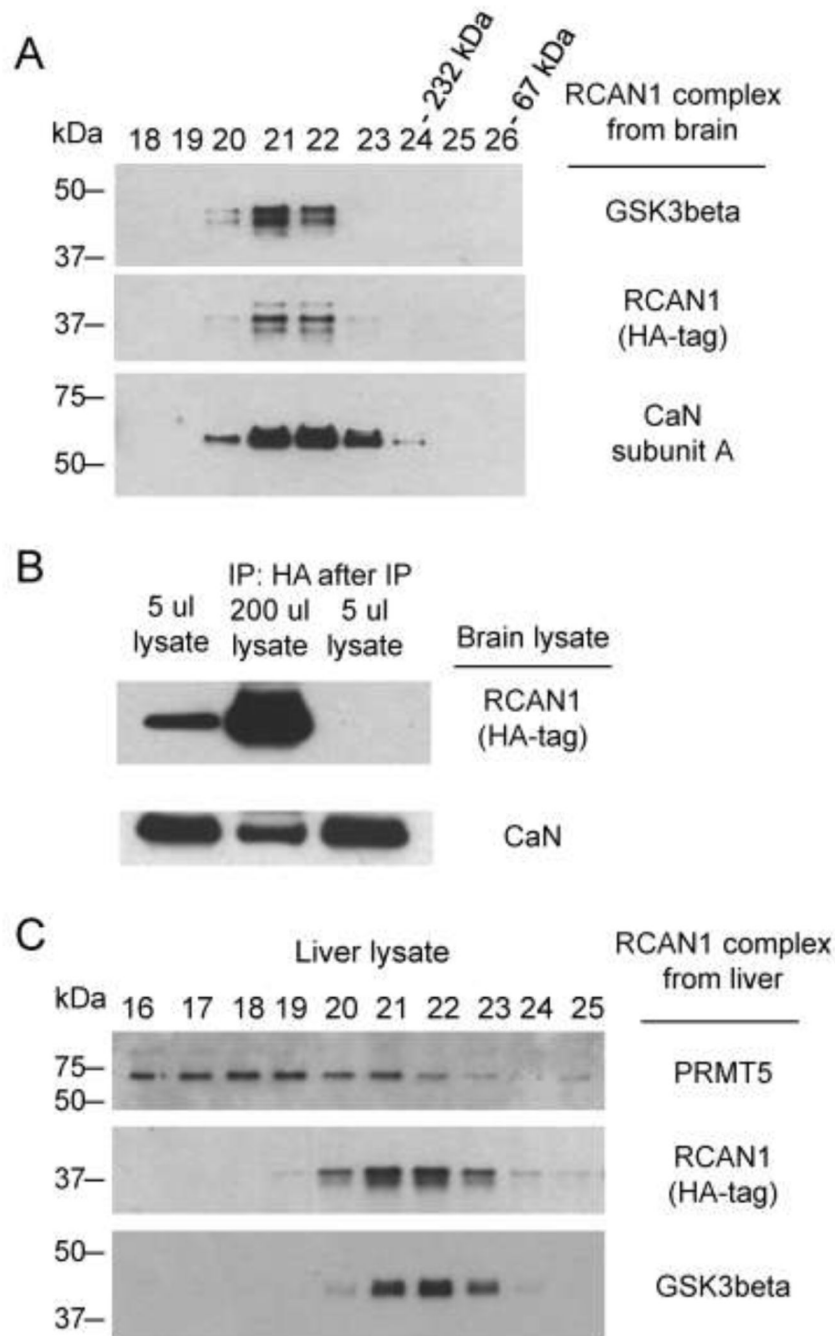 A
- 232 kDa
- 67 kDa
RCAN1 complex
from brain
kDa
18 19 20 21 22 23 24 25 26
50
37
GSK3beta
37
RCAN1
(HA-tag)
75
50
CaN
subunit A
B
IP: HA after IP
5 ul 200 ul 5 ul
lysate lysate lysate
Brain lysate
RCAN1
(HA-tag)
CaN
C
Liver lysate
RCAN1 complex
from liver
kDa
16 17 18 19 20 21 22 23 24 25
75
50
PRMT5
37
RCAN1
(HA-tag)
50
37
GSK3beta